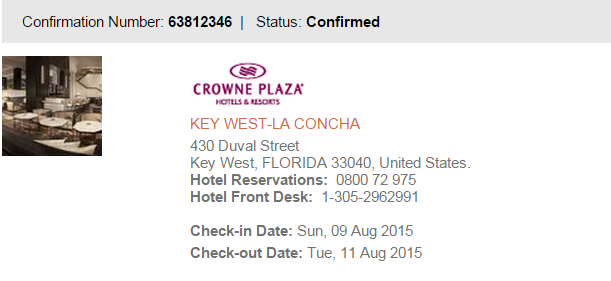 Confirmation Number: 63812346 | Status: Confirmed
CROWNE PLAZA
HOTELS & RESORTS
KEY WEST-LA CONCHA
430 Duval Street
Key West, FLORIDA 33040, United States.
Hotel Reservations: 0800 72 975
Hotel Front Desk: 1-305-2962991
Check-in Date: Sun, 09 Aug 2015
Check-out Date: Tue, 11 Aug 2015